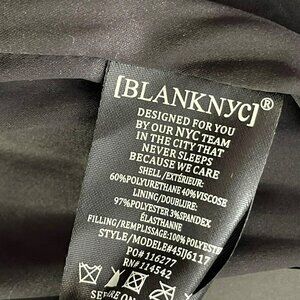 [BLANKNYC]®
DESIGNED FOR YOU
BY OUR NYC TEAM
IN THE CITY THAT
NEVER SLEEPS
BECAUSE WE CARE
SHELL/EXTÉRIEUR:
60%POLYURETHANE 40%VISCOSE
LINING/DOUBLURE:
97%POLYESTER 3%SPANDEX
ÉLASTHANNE
FILLING/REMPLISSAGE:100% POLYESTER
STYLE/MODELE#45IJ6117
PO#116277
RN#114542